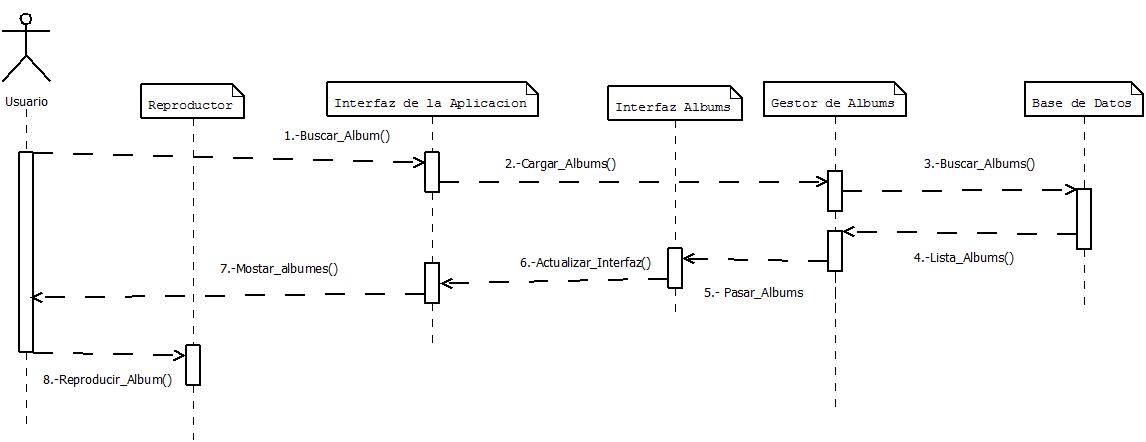 Usuario
Reproductor
Interfaz de la Aplicacion
Interfaz Albums
Gestor de Albums
Base de Datos
1.-Buscar_Album()
2.-Cargar_Albums()
3.-Buscar_Albums()
4.-Lista_Albums()
5.- Pasar_Albums
6.-Actualizar_Interfaz()
7.-Mostar_albumes()
8.-Reproducir_Album()